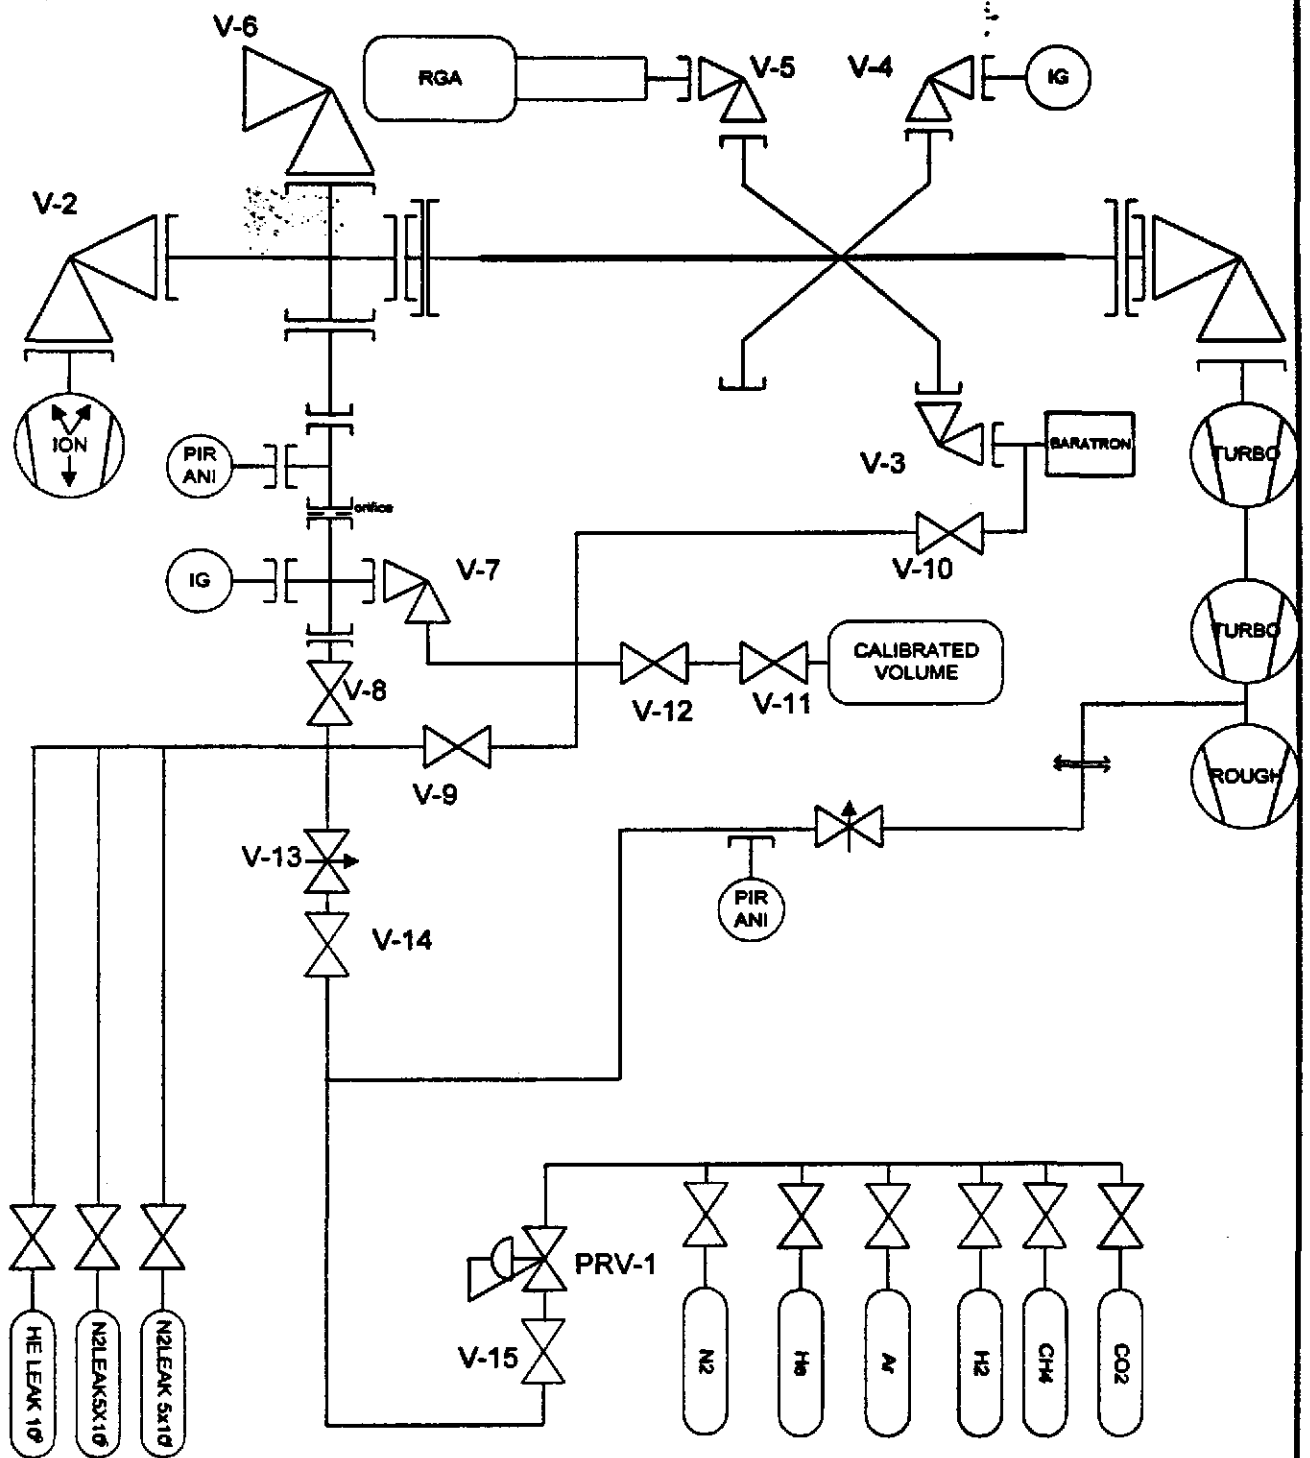 V-6
RGA
V-5
V-4
IG
V-2
ION
PIR
ANI
orifice
V-3
BARATRON
TURBO
V-10
IG
V-7
TURBO
CALIBRATED
VOLUME
V-8
V-12
V-11
V-9
ROUGH
V-13
PIR
ANI
V-14
PRV-1
V-15
HE LEAK
N2LEAK
N2LEAK
N2
He
Ar
H2
CH4
CO2